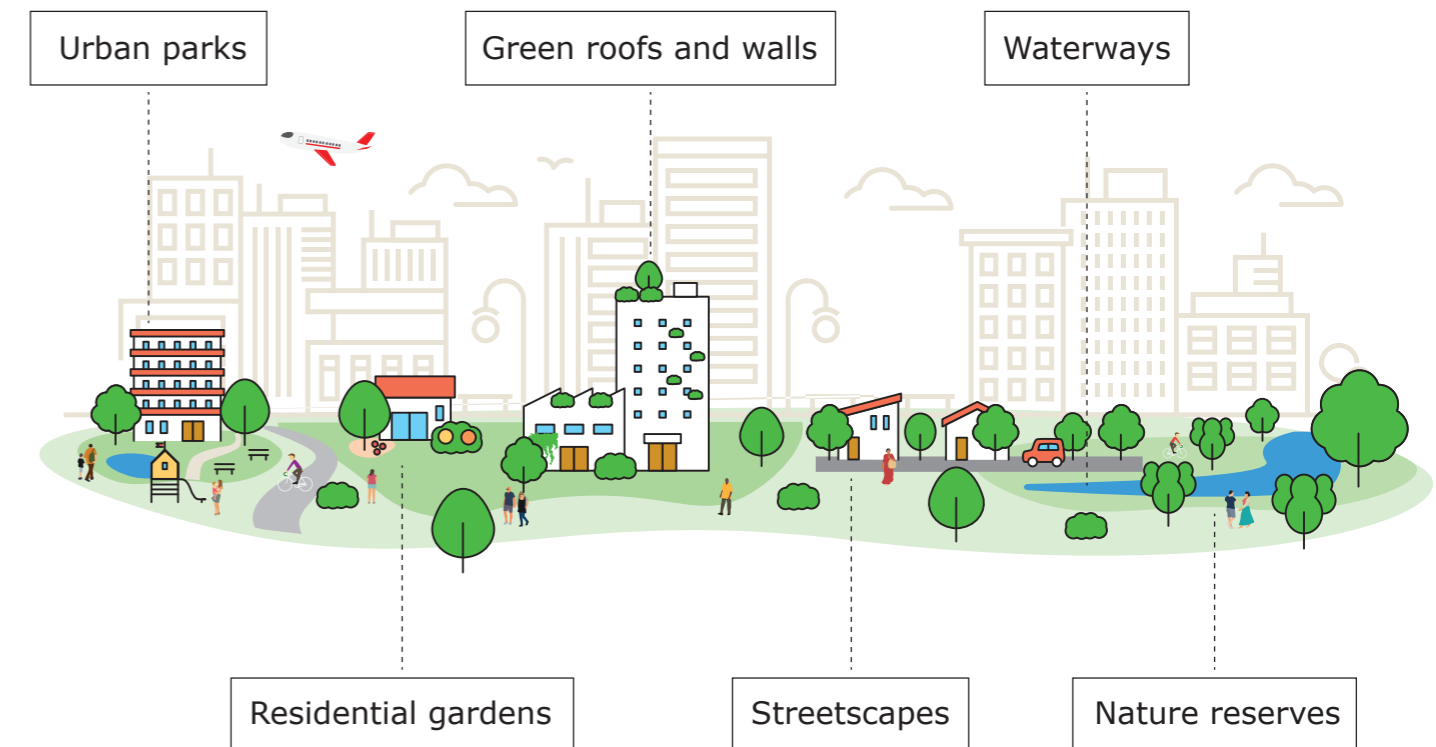 Urban parks
Green roofs and walls
Waterways
Residential gardens
Streetscapes
Nature reserves